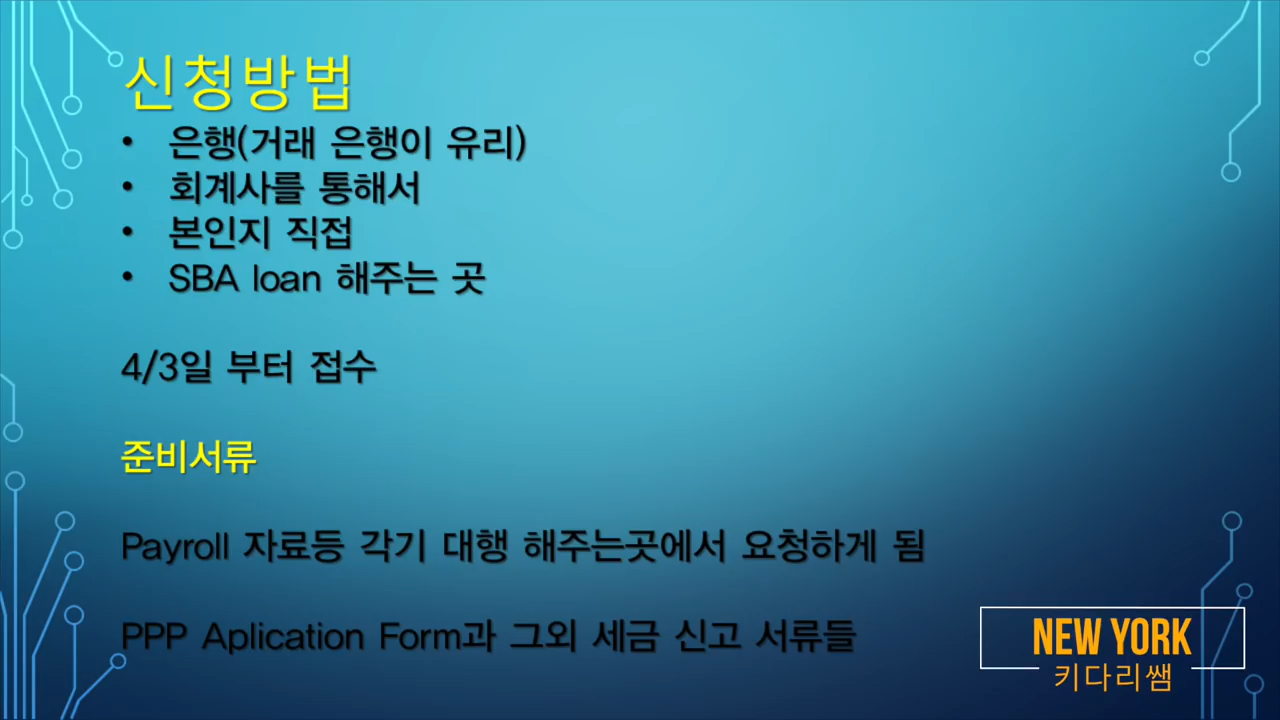 신청방법
• 은행(거래 은행이 유리)
• 회계사를 통해서
• 본인지 직접
• SBA loan 해주는 곳
4/3일 부터 접수
준비서류
Payroll 자료등 각기 대행 해주는곳에서 요청하게 됨
PPP Aplication Form과 그외 세금 신고 서류들
NEW YORK
키다리쌤